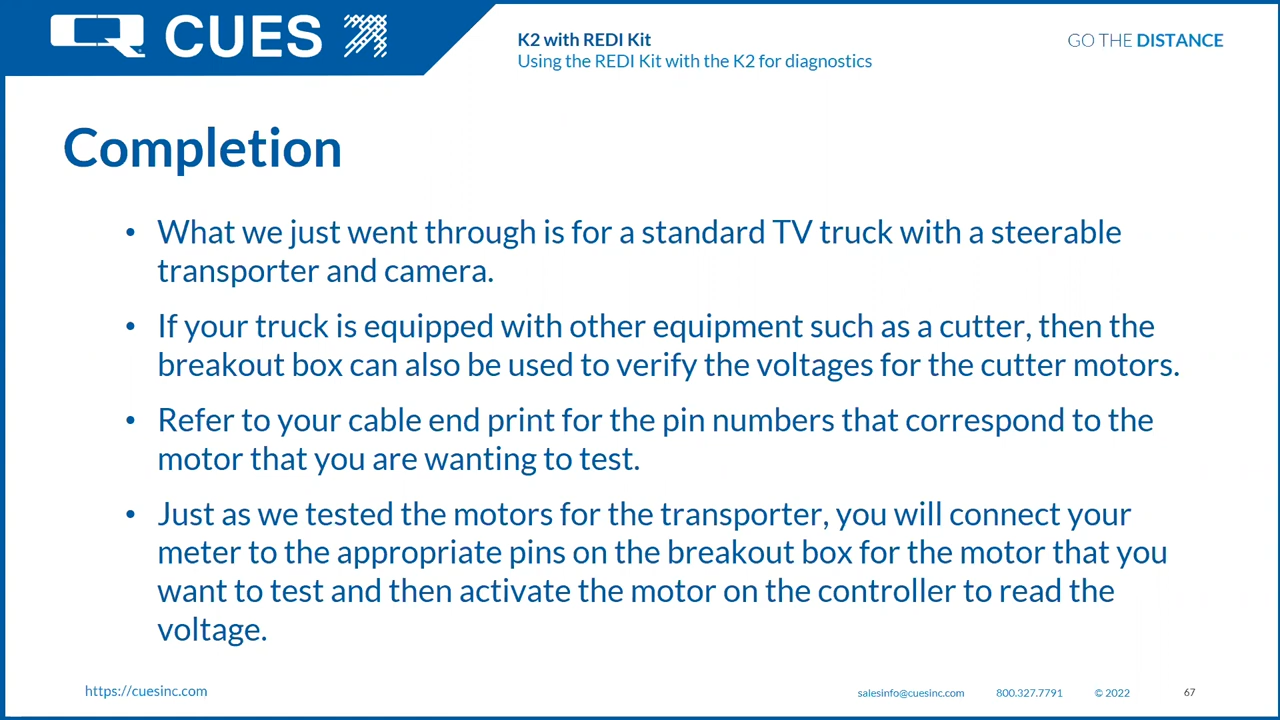 CUES
K2 with REDI Kit
Using the REDI Kit with the K2 for diagnostics
GO THE DISTANCE
Completion
• What we just went through is for a standard TV truck with a steerable
transporter and camera.
• If your truck is equipped with other equipment such as a cutter, then the
breakout box can also be used to verify the voltages for the cutter motors.
• Refer to your cable end print for the pin numbers that correspond to the
motor that you are wanting to test.
• Just as we tested the motors for the transporter, you will connect your
meter to the appropriate pins on the breakout box for the motor that you
want to test and then activate the motor on the controller to read the
voltage.
https://cuesinc.com
salesinfo@cuesinc.com 800.327.7791 © 2022 67